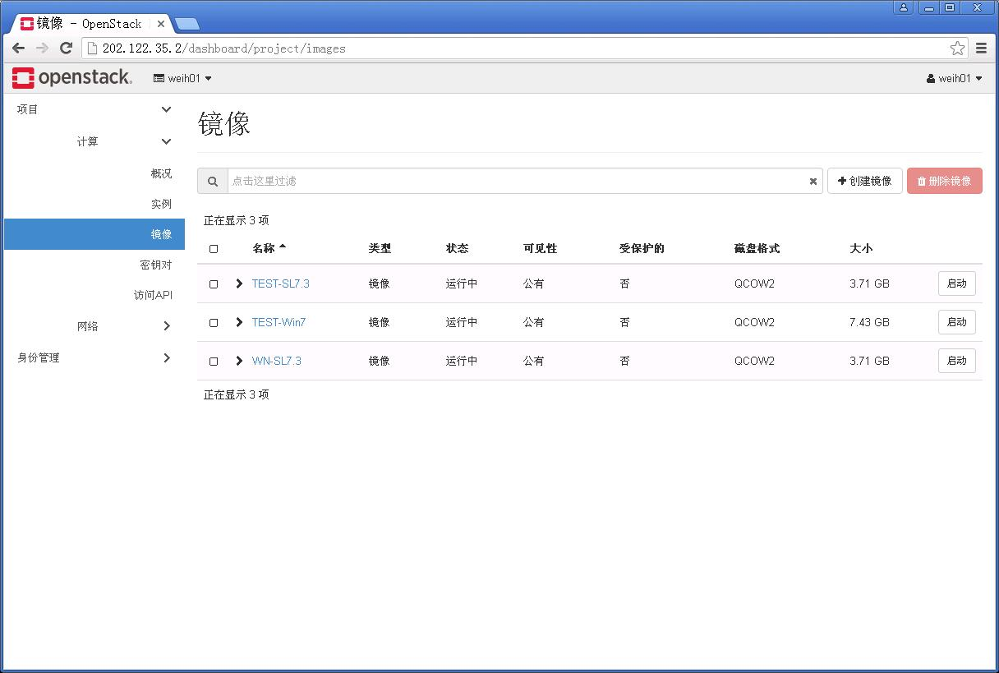 镜像 - OpenStack
202.122.35.2/dashboard/project/images
openstack. weih01 weih01
项目
计算
概况
实例
镜像
密钥对
访问API
网络
身份管理
镜像
点击这里过滤 创建镜像 删除镜像
正在显示 3 项
名称 类型 状态 可见性 受保护的 磁盘格式 大小
TEST-SL7.3 镜像 运行中 公有 否 QCOW2 3.71 GB 启动
TEST-Win7 镜像 运行中 公有 否 QCOW2 7.43 GB 启动
WN-SL7.3 镜像 运行中 公有 否 QCOW2 3.71 GB 启动
正在显示 3 项